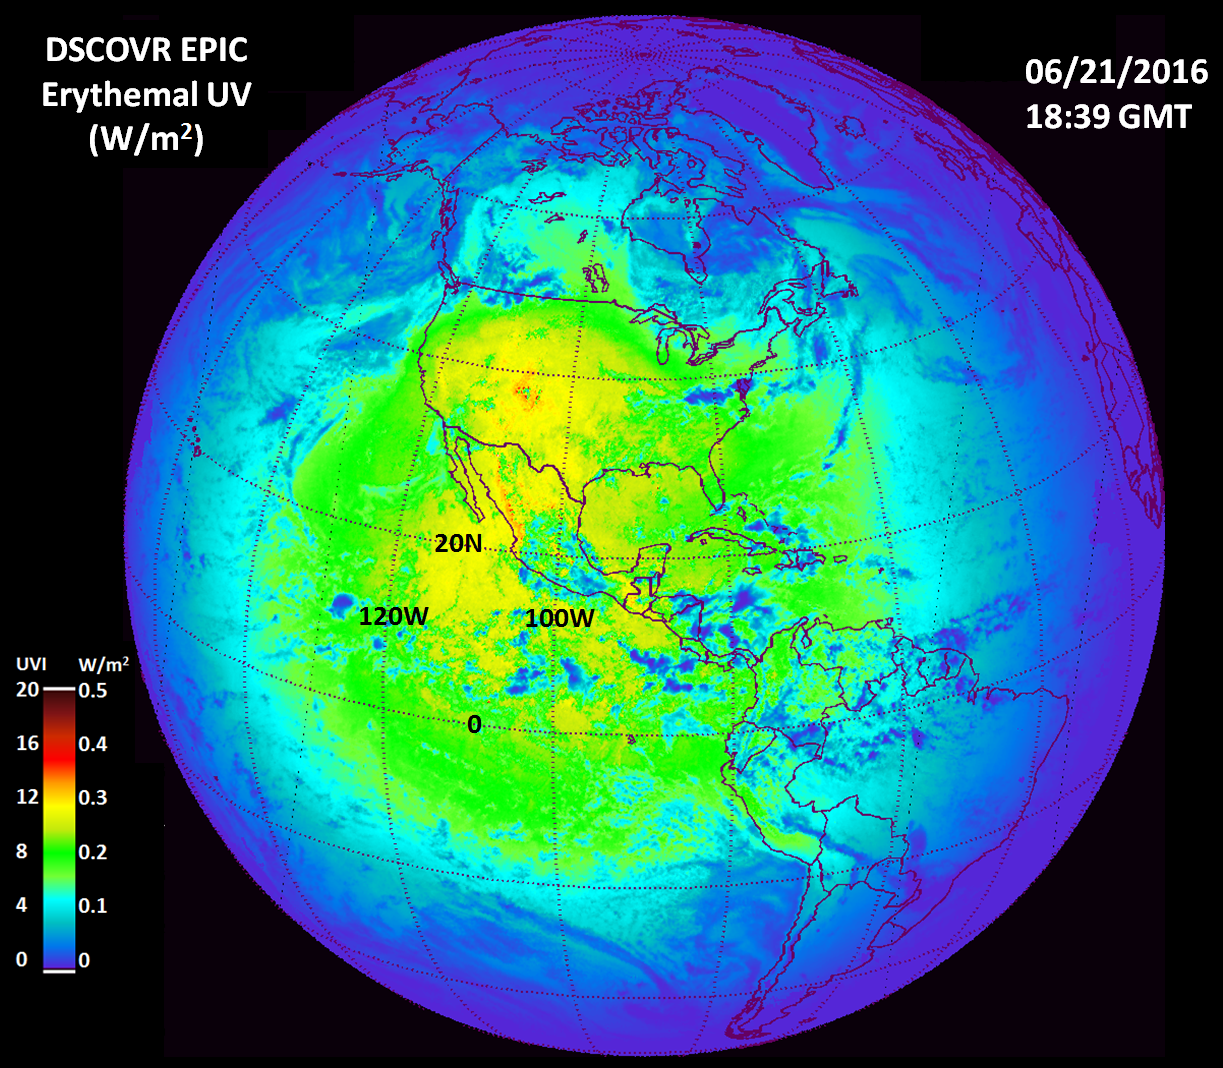 DSCOVR EPIC
Erythemal UV
(W/m²)
06/21/2016
18:39 GMT
20N
120W
100W
0
UVI W/m²
20 0.5
16 0.4
12 0.3
8 0.2
4 0.1
0 0